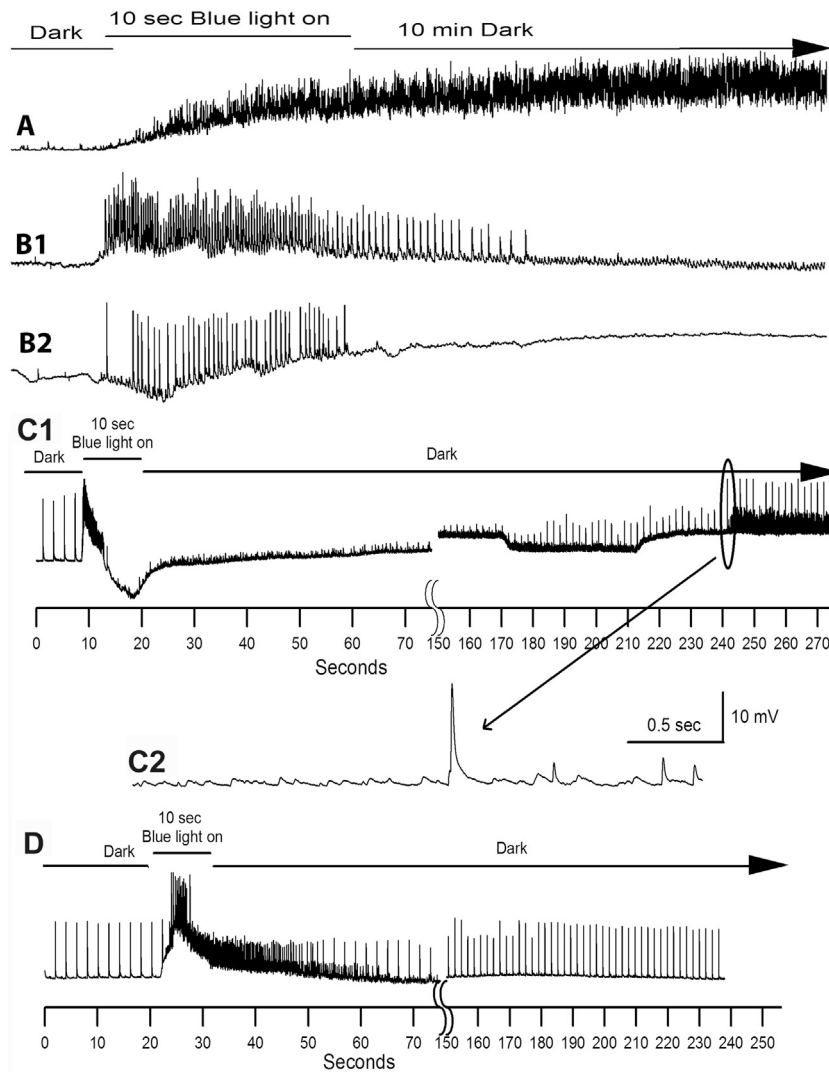 10 sec Blue light on
Dark
10 min Dark
A
B1
B2
C1
10 sec
Blue light on
Dark
Dark
0 10 20 30 40 50 60 70 150 160 170 180 190 200 210 220 230 240 250 260 270
Seconds
0.5 sec
10 mV
C2
D
10 sec
Blue light on
Dark
Dark
0 10 20 30 40 50 60 70 150 160 170 180 190 200 210 220 230 240 250
Seconds